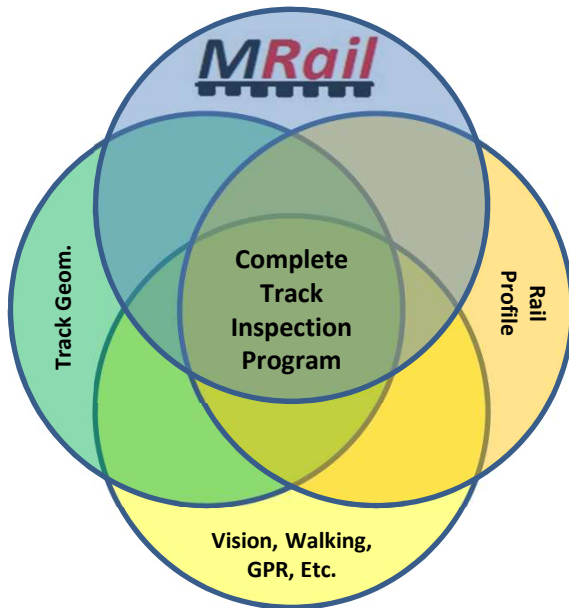 MRail
Track Geom.
Complete
Track
Inspection
Program
Rail
Profile
Vision, Walking,
GPR, Etc.